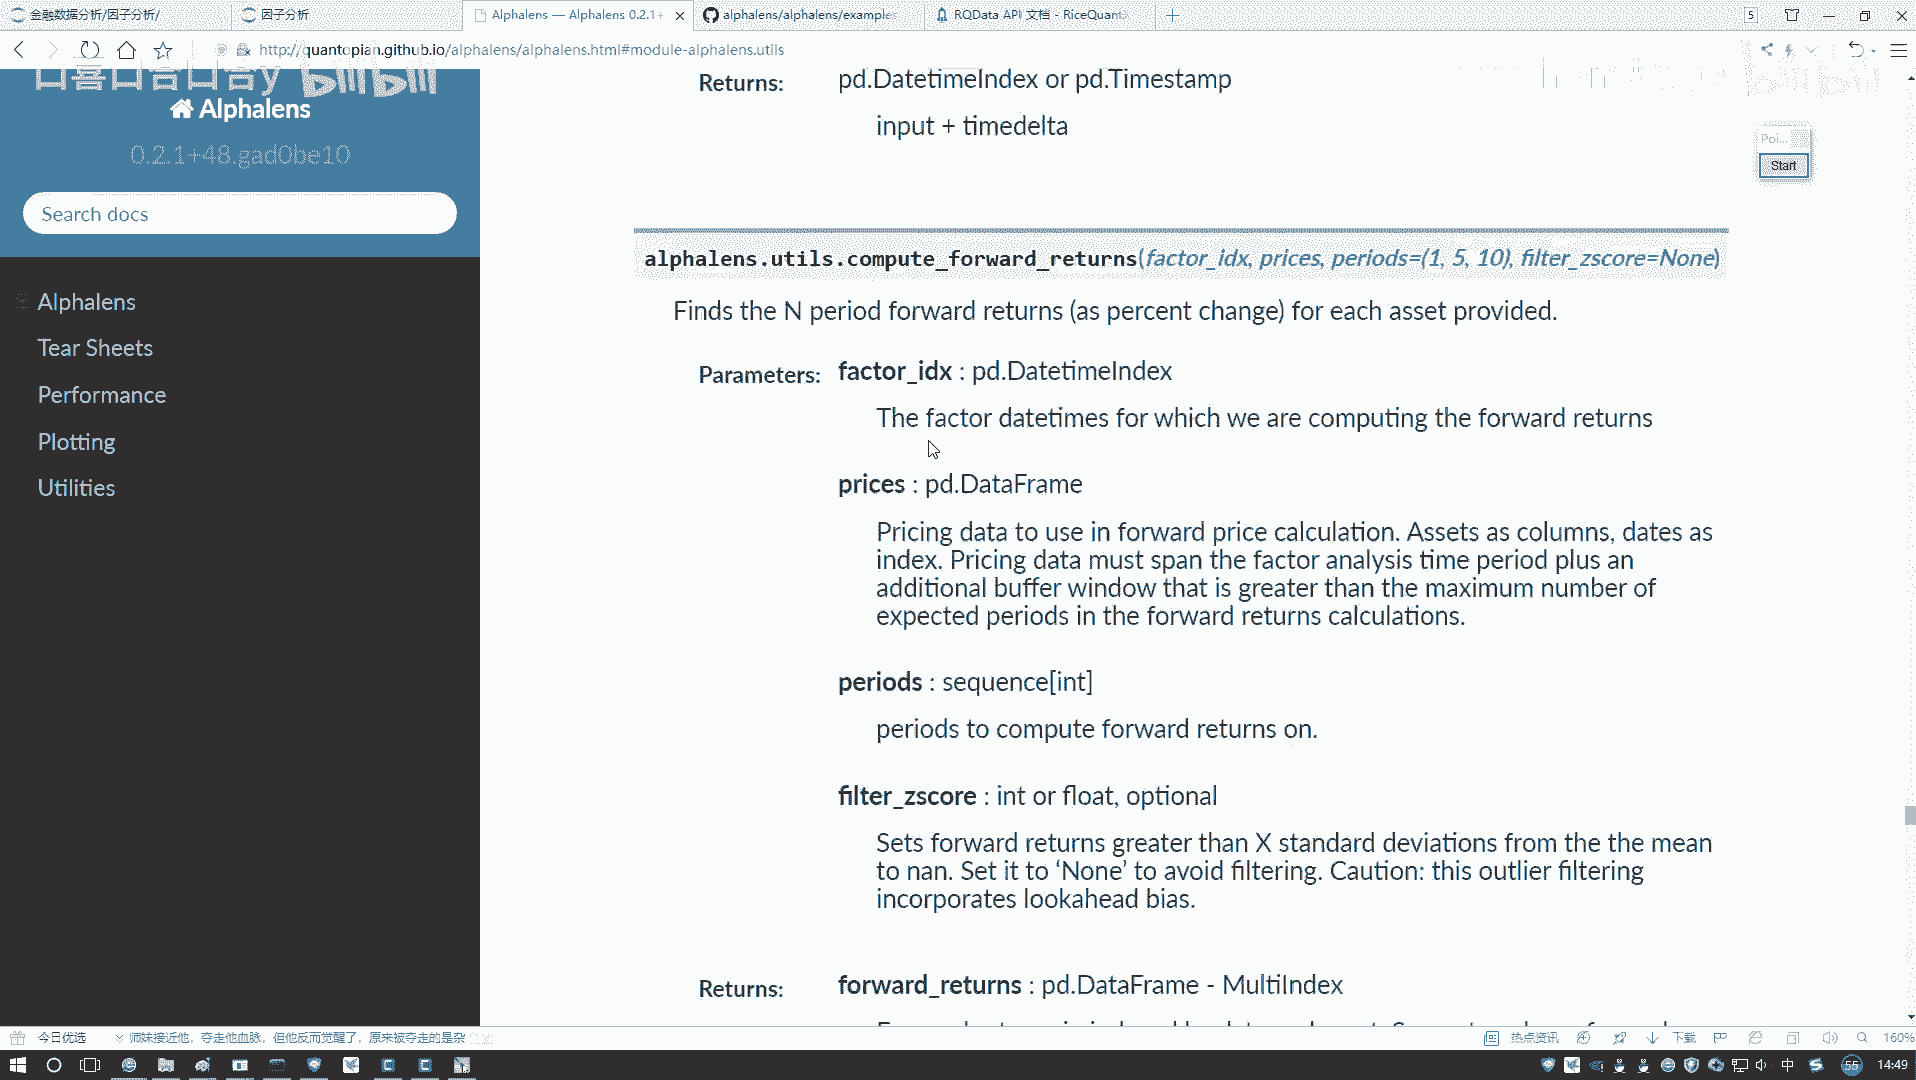 金融数据分析/因子分析/
因子分析
Alphalens — Alphalens 0.2.1+
alphalens/alphalens/examples
RQData API 文档 - RiceQuant
5
http://quantopian.github.io/alphalens/alphalens.html#module-alphalens.utils
bilibili
Alphalens
0.2.1+48.gad0be10
Search docs
Alphalens
Tear Sheets
Performance
Plotting
Utilities
Returns: pd.DatetimeIndex or pd.Timestamp
input + timedelta
Poi...
Start
alphalens.utils.compute_forward_returns(factor_idx, prices, periods=(1, 5, 10), filter_zscore=None)
Finds the N period forward returns (as percent change) for each asset provided.
Parameters: factor_idx : pd.DatetimeIndex
The factor datetimes for which we are computing the forward returns
prices : pd.DataFrame
Pricing data to use in forward price calculation. Assets as columns, dates as
index. Pricing data must span the factor analysis time period plus an
additional buffer window that is greater than the maximum number of
expected periods in the forward returns calculations.
periods : sequence[int]
periods to compute forward returns on.
filter_zscore : int or float, optional
Sets forward returns greater than X standard deviations from the the mean
to nan. Set it to ‘None’ to avoid filtering. Caution: this outlier filtering
incorporates lookahead bias.
Returns: forward_returns : pd.DataFrame - MultiIndex
今日优选
师妹接近他，夺走他血脉，但他反而觉醒了，原来被夺走的是杂
热点资讯
下载
160%
中
55
14:49